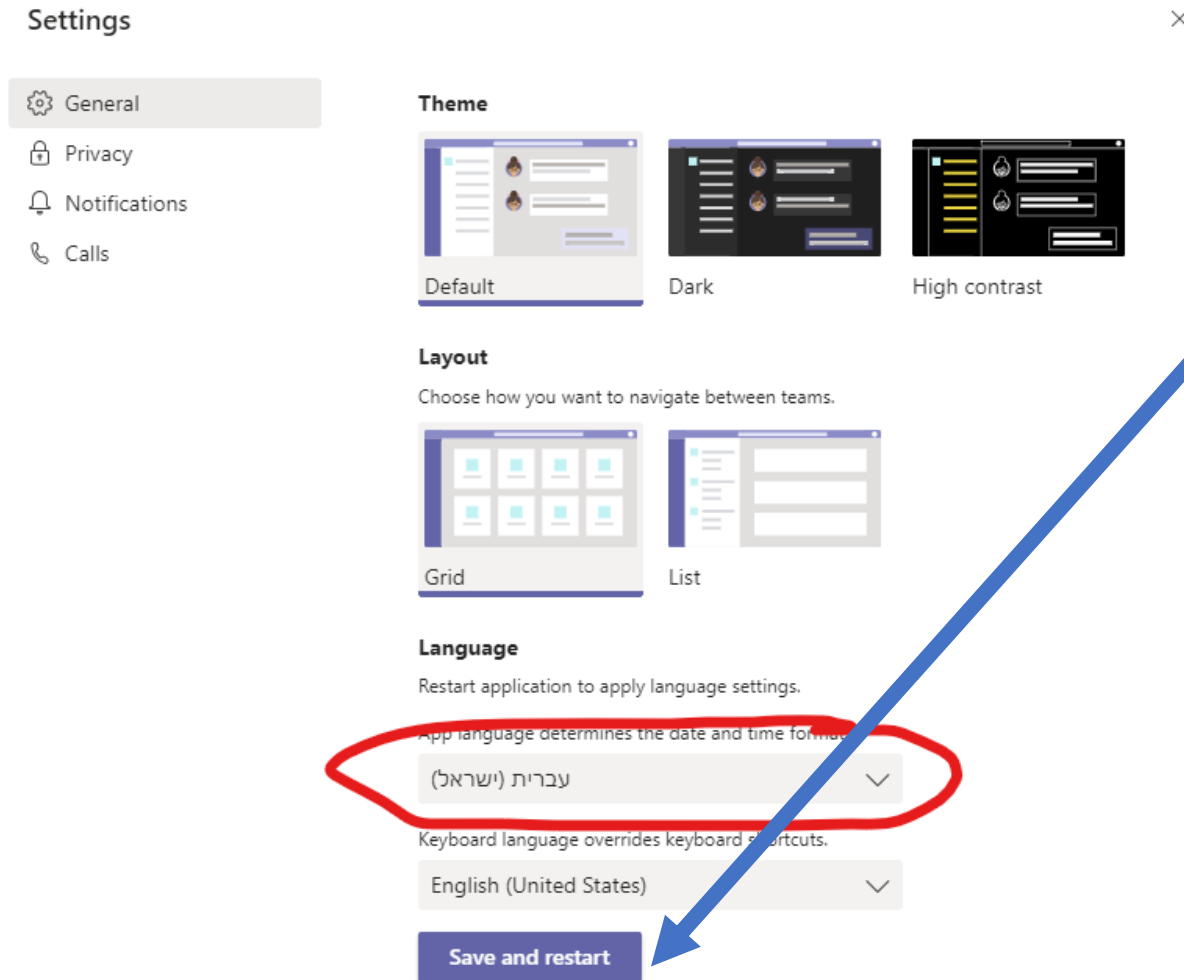 Settings
General
Privacy
Notifications
Calls
Theme
Default
Dark
High contrast
Layout
Choose how you want to navigate between teams.
Grid
List
Language
Restart application to apply language settings.
App language determines the date and time
עברית (ישראל)
Keyboard language overrides keyboard shortcuts.
English (United States)
Save and restart